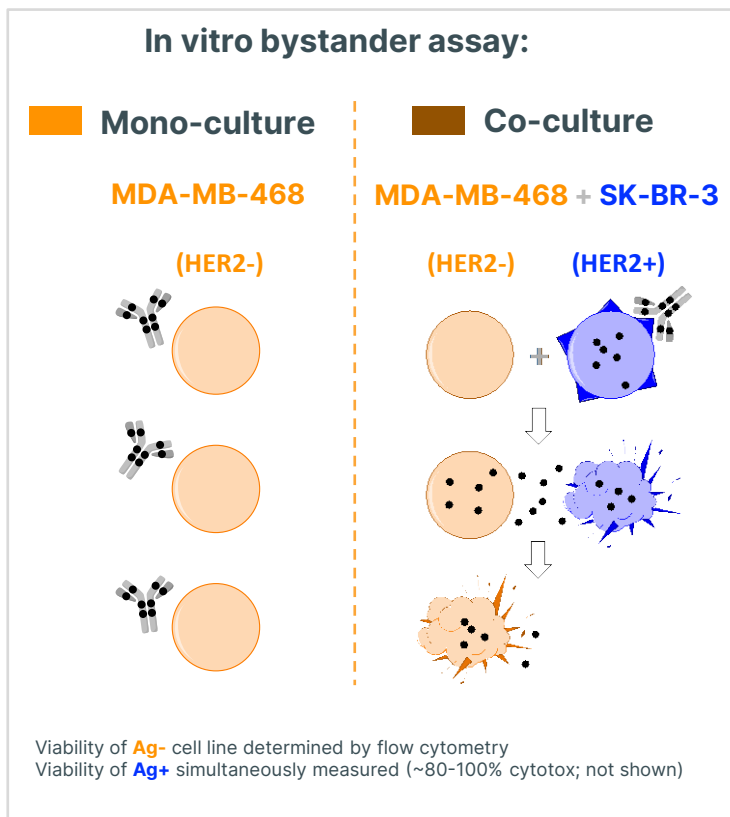 In vitro bystander assay:
Mono-culture
Co-culture
MDA-MB-468
MDA-MB-468 + SK-BR-3
(HER2-)
(HER2-)
(HER2+)
+
Viability of Ag- cell line determined by flow cytometry
Viability of Ag+ simultaneously measured (~80-100% cytotox; not shown)